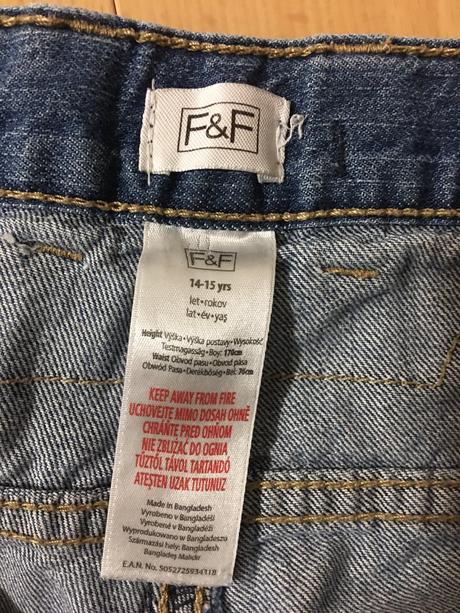 F&F
F&F
14-15 yrs
let•rokov
lat•év•yaş
Height Výška•Výška postavy•Wysokość
Testmagasság•Boy: 170cm
Waist Obvod pasu•Obvod pása
Obwód Pasa•Derékbőség•Bel: 76cm
KEEP AWAY FROM FIRE
UCHOVEJTE MIMO DOSAH OHNĚ
CHRÁŇTE PRED OHŇOM
NIE ZBLIŻAĆ DO OGNIA
TŰZTŐL TÁVOL TARTANDÓ
ATEŞTEN UZAK TUTUNUZ
Made in Bangladesh
Vyrobeno v Bangladéši
Vyrobené v Bangladéši
Wyprodukowano w Bangladeszu
Származási hely: Bangladesh
Bangladeş Malıdır
E.A.N. No. 5052725934318